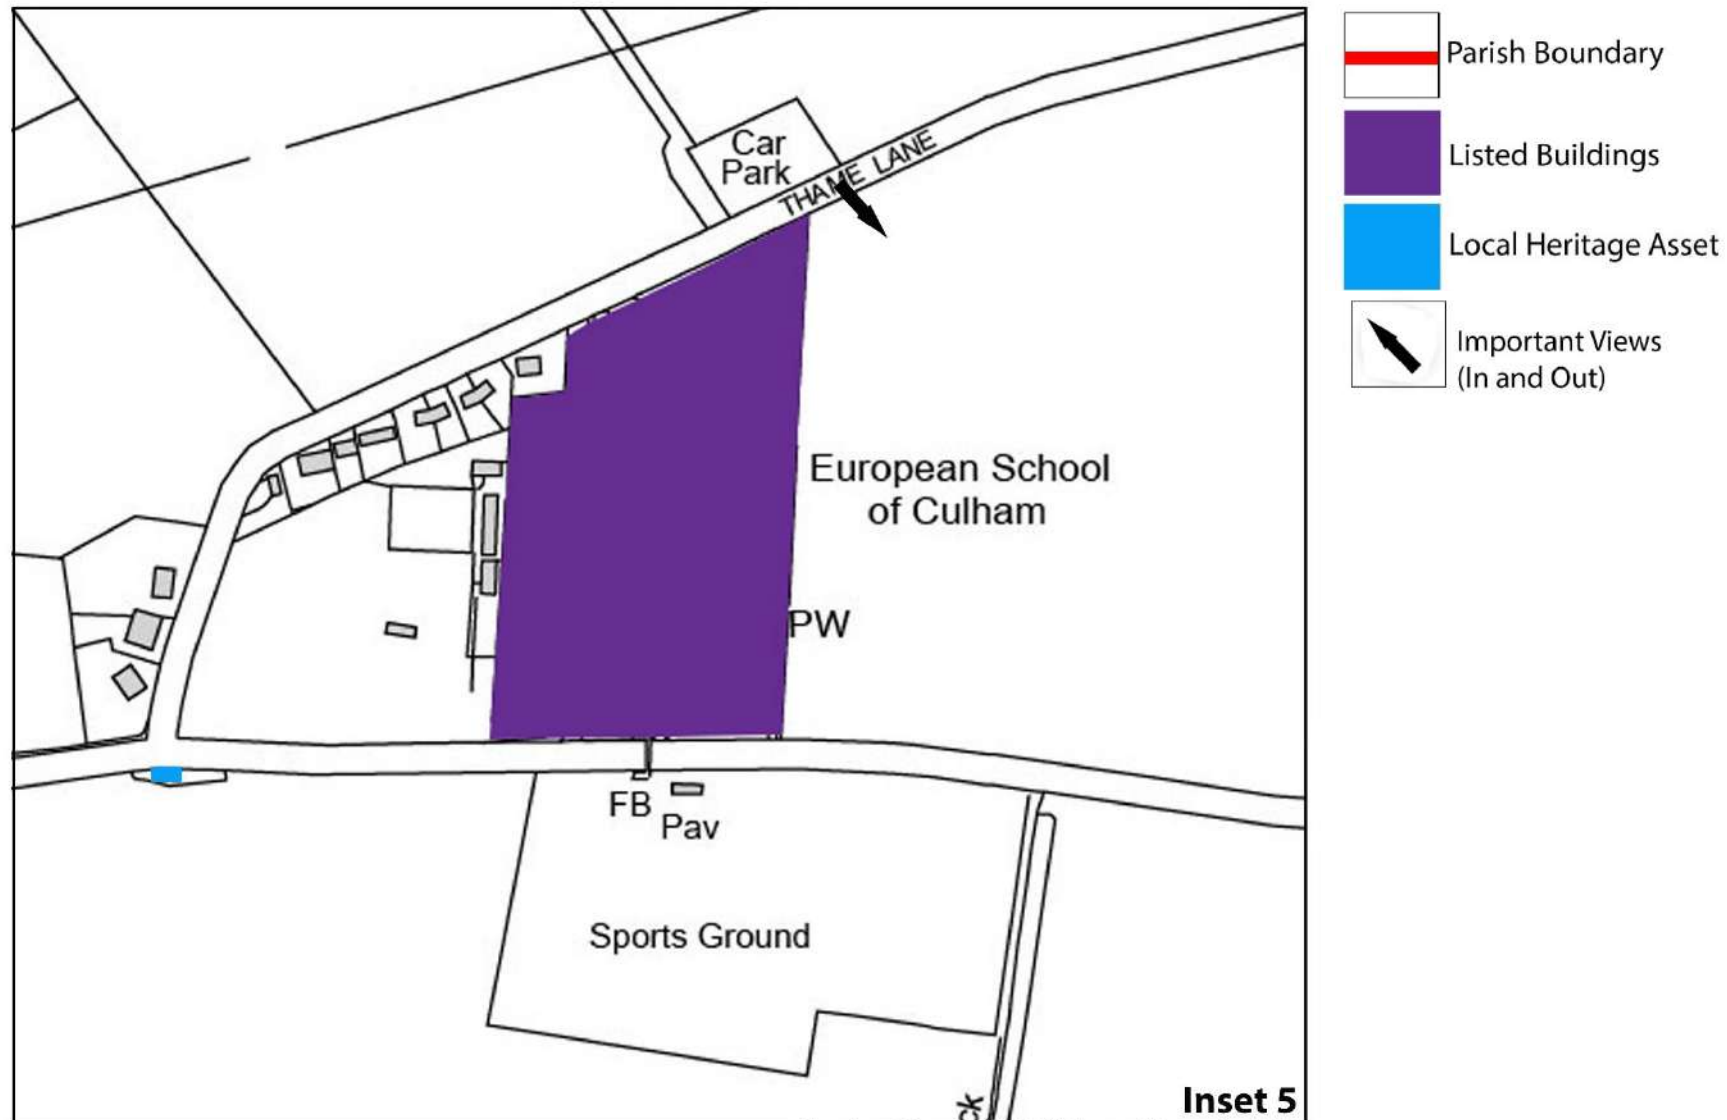 Car
Park
THAME LANE
European School
of Culham
PW
FB
Pav
Sports Ground
ck
Inset 5
Parish Boundary
Listed Buildings
Local Heritage Asset
Important Views
(In and Out)